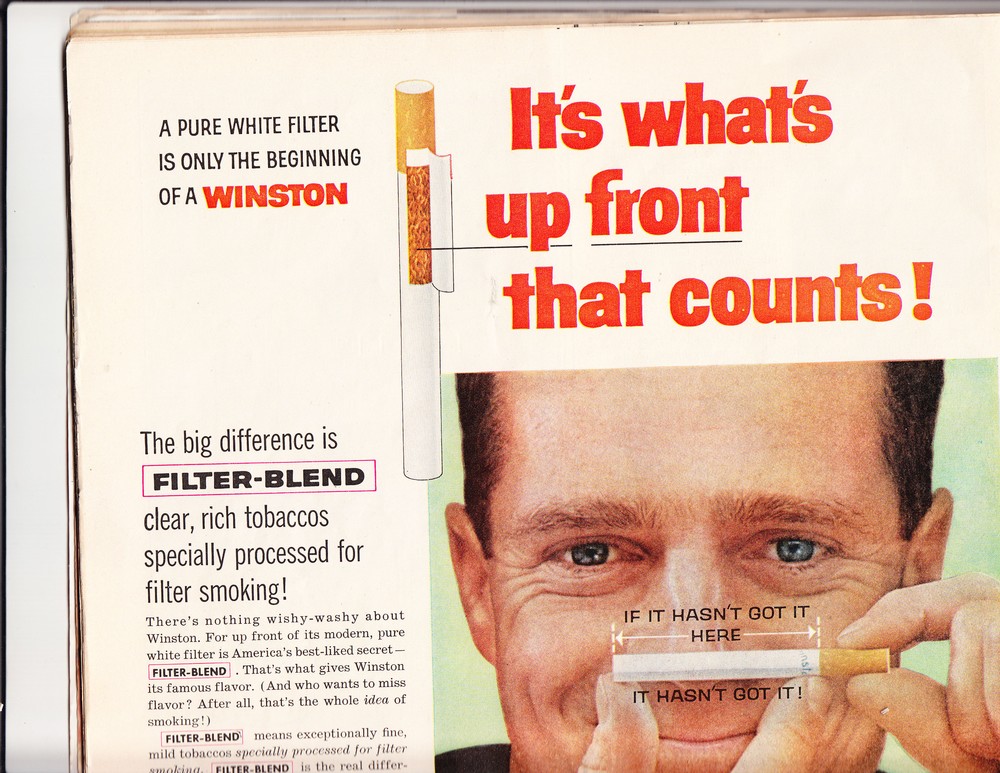 A PURE WHITE FILTER
IS ONLY THE BEGINNING
OF A WINSTON
It's what's
up front
that counts!
The big difference is
FILTER-BLEND
clear, rich tobaccos
specially processed for
filter smoking!
There's nothing wishy-washy about
Winston. For up front of its modern, pure
white filter is America's best-liked secret—
FILTER-BLEND . That's what gives Winston
its famous flavor. (And who wants to miss
flavor? After all, that's the whole idea of
smoking!)
FILTER-BLEND means exceptionally fine,
mild tobaccos specially processed for filter
smoking. FILTER-BLEND is the real differ-
IF IT HASN'T GOT IT
HERE
IT HASN'T GOT IT!